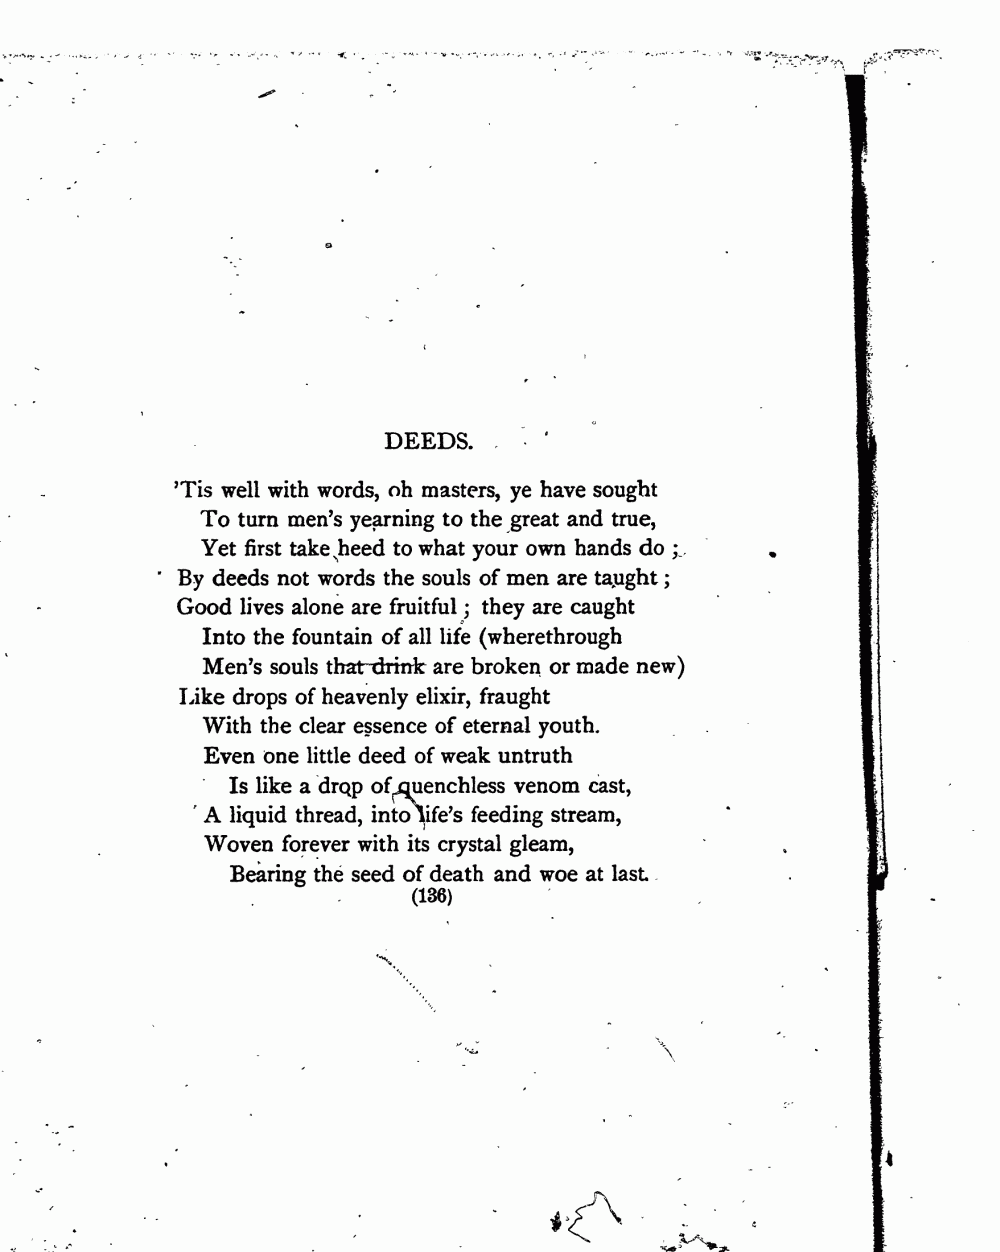 DEEDS.
’Tis well with words, oh masters, ye have sought
To turn men’s yearning to the great and true,
Yet first take heed to what your own hands do ;
By deeds not words the souls of men are taught ;
Good lives alone are fruitful ; they are caught
Into the fountain of all life (wherethrough
Men’s souls that drink are broken or made new)
Like drops of heavenly elixir, fraught
With the clear essence of eternal youth.
Even one little deed of weak untruth
Is like a drop of quenchless venom cast,
A liquid thread, into life’s feeding stream,
Woven forever with its crystal gleam,
Bearing the seed of death and woe at last.
(136)